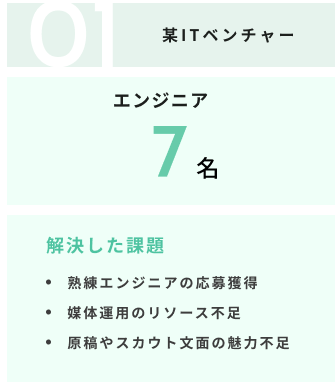 01
某ITベンチャー
エンジニア
7名
解決した課題
• 熟練エンジニアの応募獲得
• 媒体運用のリソース不足
• 原稿やスカウト文面の魅力不足